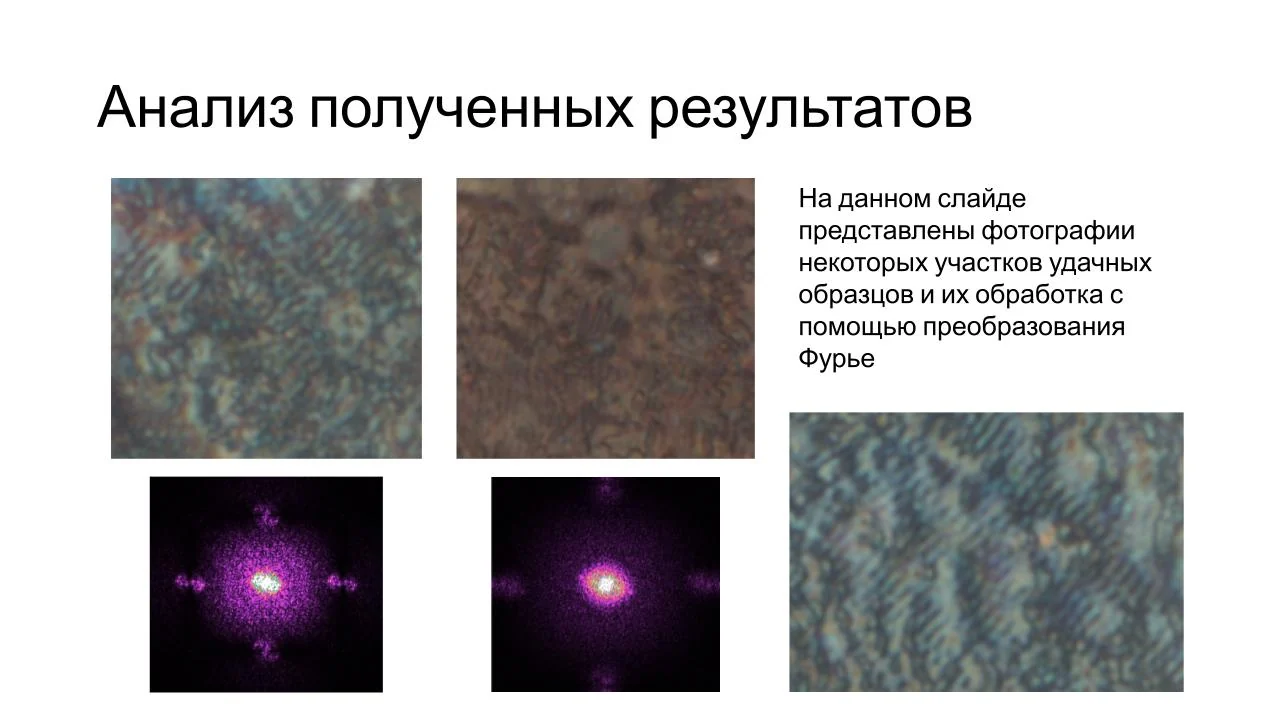 Анализ полученных результатов
На данном слайде
представлены фотографии
некоторых участков удачных
образцов и их обработка с
помощью преобразования
Фурье